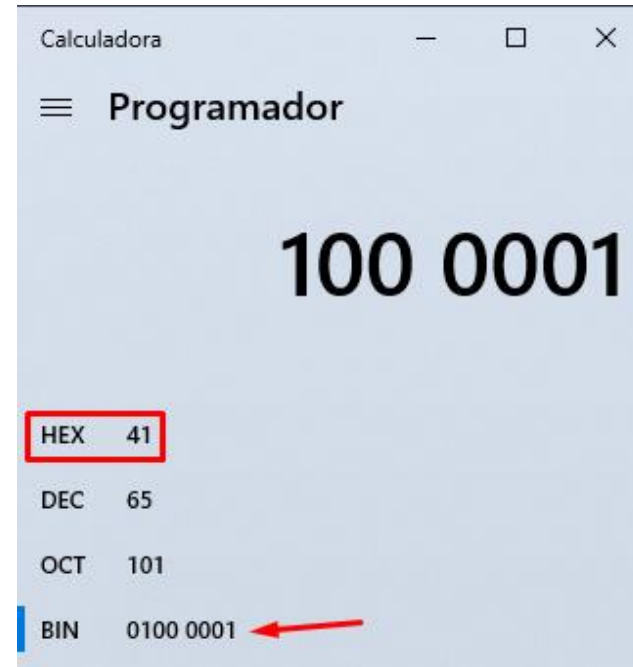 Calculadora
Programador
100 0001
HEX 41
DEC 65
OCT 101
BIN 0100 0001